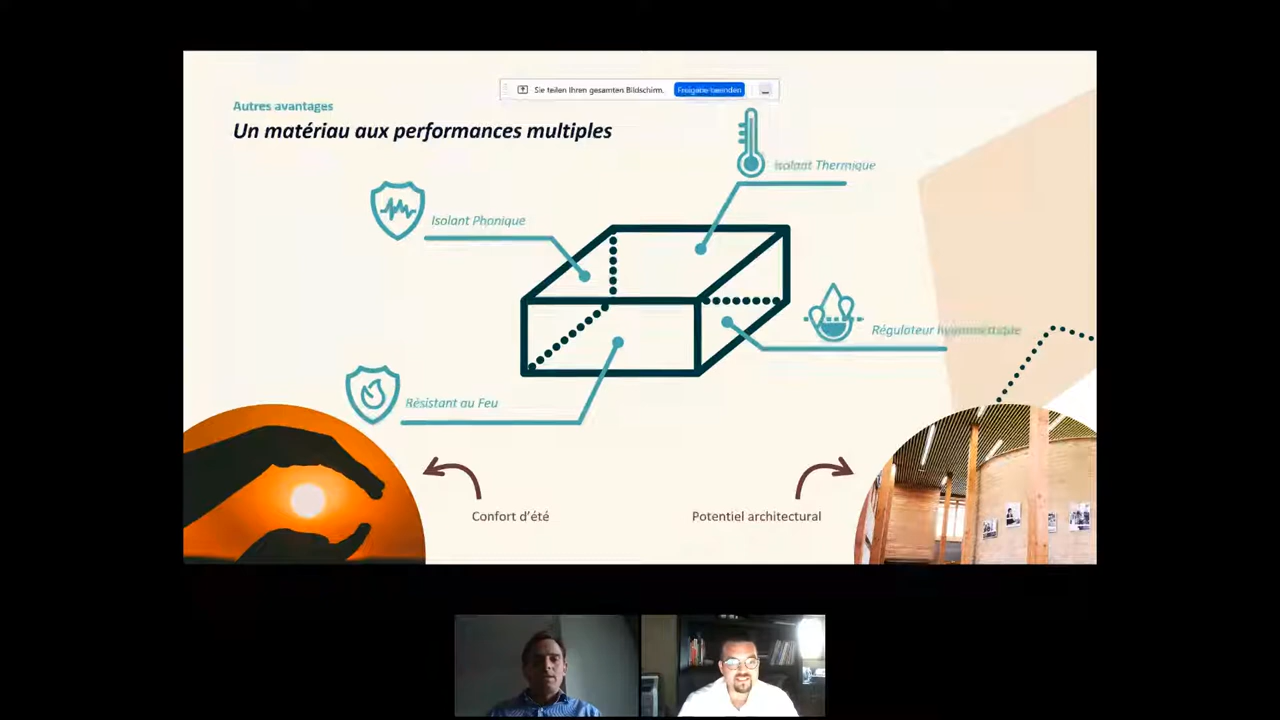 Sie teilen Ihren gesamten Bildschirm. Freigabe beenden
Autres avantages
Un matériau aux performances multiples
Isolant Thermique
Isolant Phonique
Régulateur hygrométrique
Résistant au Feu
Confort d'été
Potentiel architectural